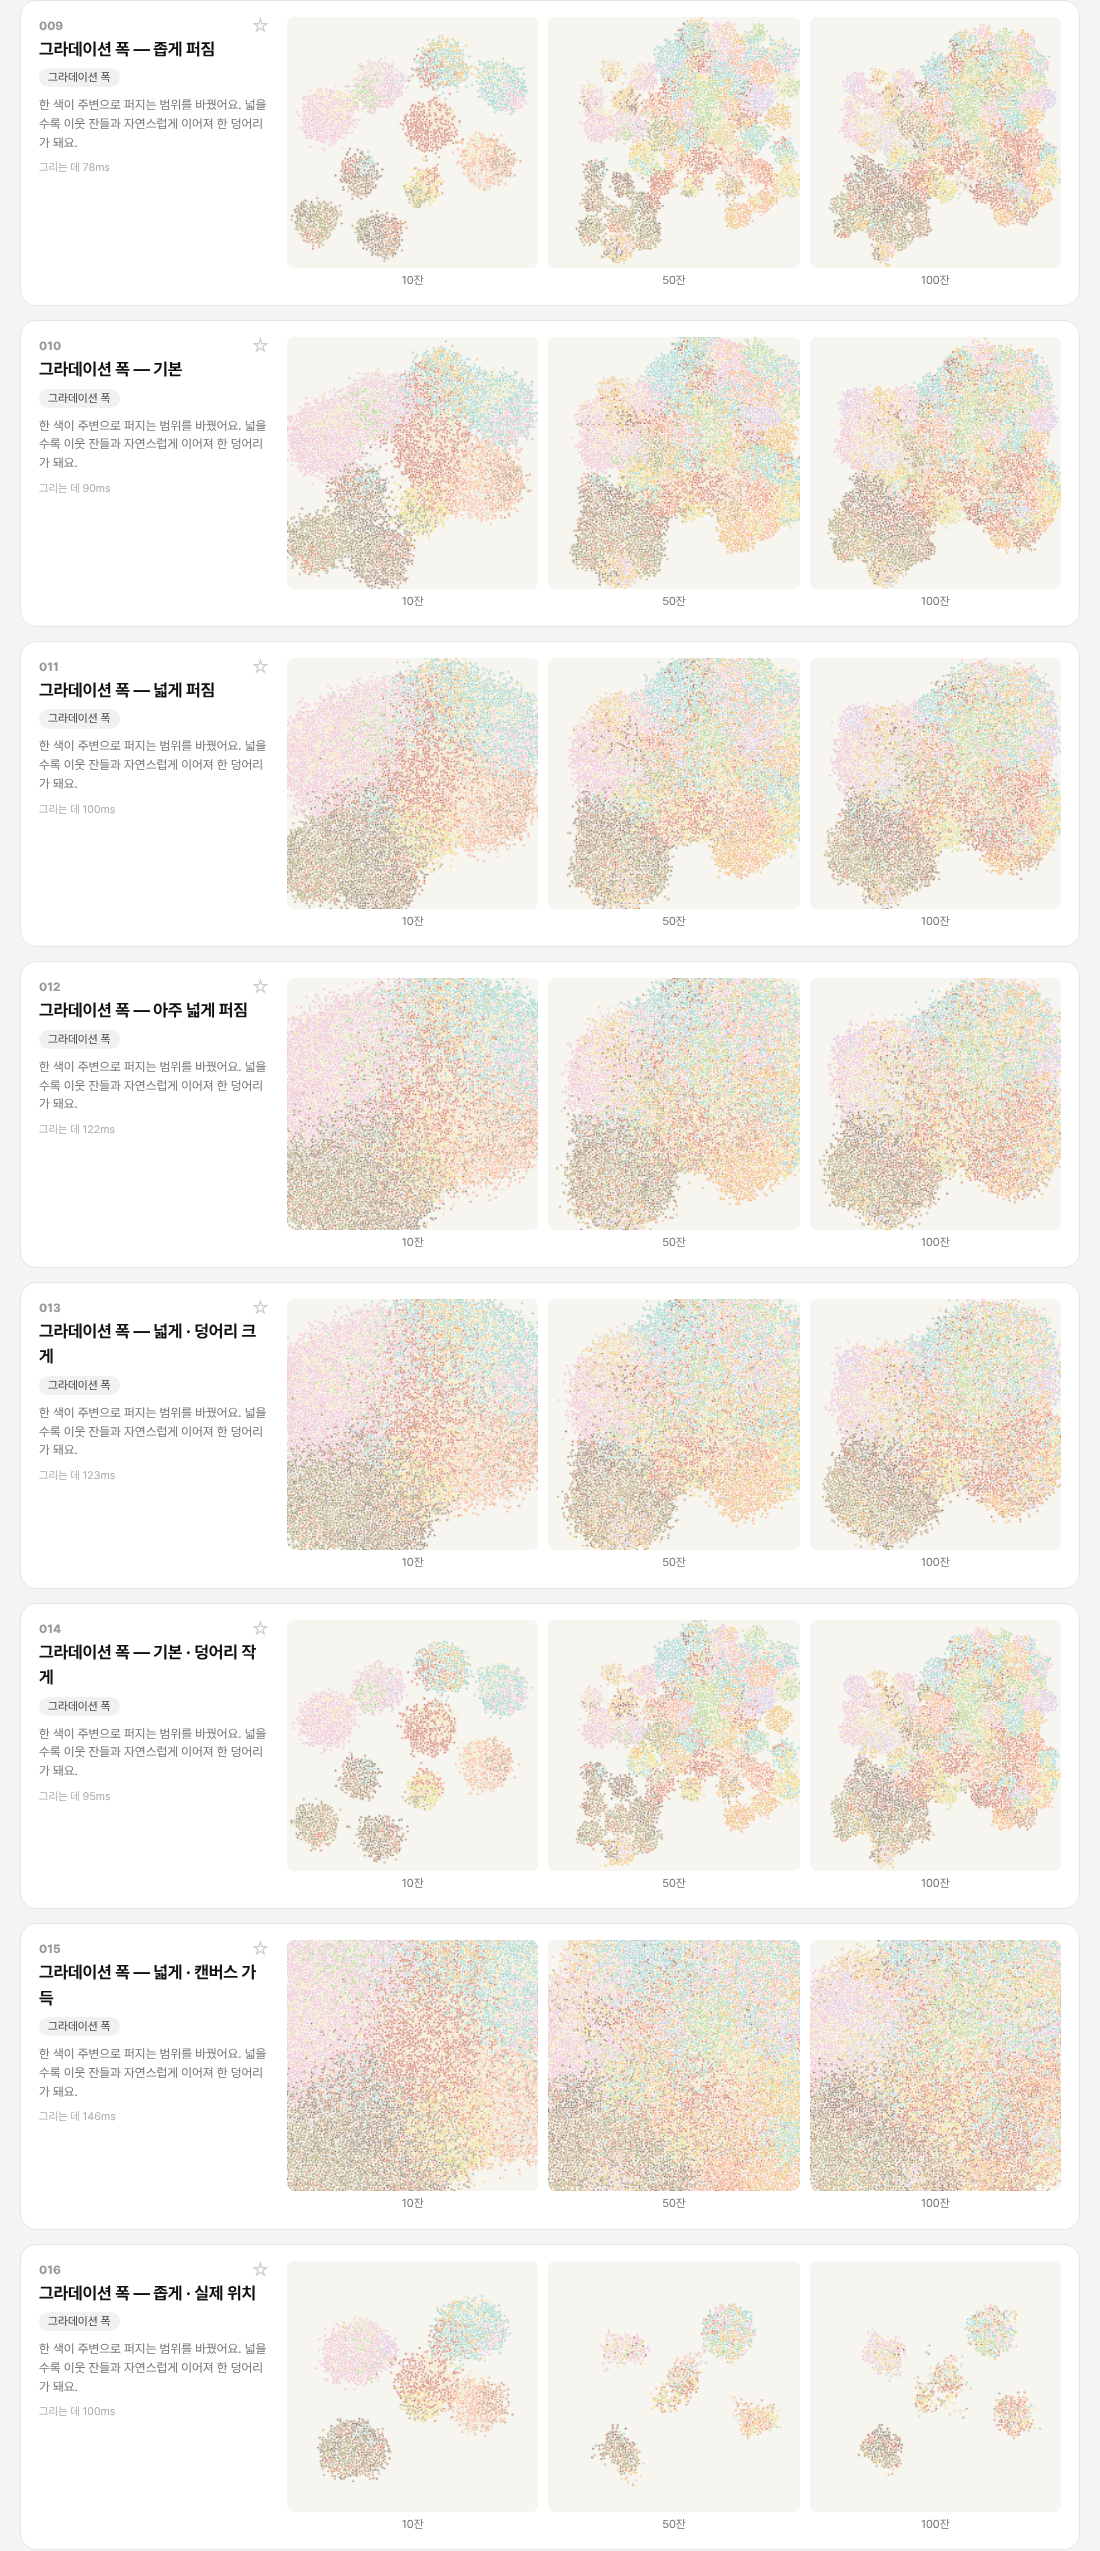 009 ☆
그라데이션 폭 — 좁게 퍼짐
그라데이션 폭
한 색이 주변으로 퍼지는 범위를 바꿨어요. 넓을
수록 이웃 잔들과 자연스럽게 이어져 한 덩어리
가 돼요.
그리는 데 78ms
10잔
50잔
100잔
010 ☆
그라데이션 폭 — 기본
그라데이션 폭
한 색이 주변으로 퍼지는 범위를 바꿨어요. 넓을
수록 이웃 잔들과 자연스럽게 이어져 한 덩어리
가 돼요.
그리는 데 90ms
10잔
50잔
100잔
011 ☆
그라데이션 폭 — 넓게 퍼짐
그라데이션 폭
한 색이 주변으로 퍼지는 범위를 바꿨어요. 넓을
수록 이웃 잔들과 자연스럽게 이어져 한 덩어리
가 돼요.
그리는 데 100ms
10잔
50잔
100잔
012 ☆
그라데이션 폭 — 아주 넓게 퍼짐
그라데이션 폭
한 색이 주변으로 퍼지는 범위를 바꿨어요. 넓을
수록 이웃 잔들과 자연스럽게 이어져 한 덩어리
가 돼요.
그리는 데 122ms
10잔
50잔
100잔
013 ☆
그라데이션 폭 — 넓게 · 덩어리 크
게
그라데이션 폭
한 색이 주변으로 퍼지는 범위를 바꿨어요. 넓을
수록 이웃 잔들과 자연스럽게 이어져 한 덩어리
가 돼요.
그리는 데 123ms
10잔
50잔
100잔
014 ☆
그라데이션 폭 — 기본 · 덩어리 작
게
그라데이션 폭
한 색이 주변으로 퍼지는 범위를 바꿨어요. 넓을
수록 이웃 잔들과 자연스럽게 이어져 한 덩어리
가 돼요.
그리는 데 95ms
10잔
50잔
100잔
015 ☆
그라데이션 폭 — 넓게 · 캔버스 가
득
그라데이션 폭
한 색이 주변으로 퍼지는 범위를 바꿨어요. 넓을
수록 이웃 잔들과 자연스럽게 이어져 한 덩어리
가 돼요.
그리는 데 146ms
10잔
50잔
100잔
016 ☆
그라데이션 폭 — 좁게 · 실제 위치
그라데이션 폭
한 색이 주변으로 퍼지는 범위를 바꿨어요. 넓을
수록 이웃 잔들과 자연스럽게 이어져 한 덩어리
가 돼요.
그리는 데 100ms
10잔
50잔
100잔